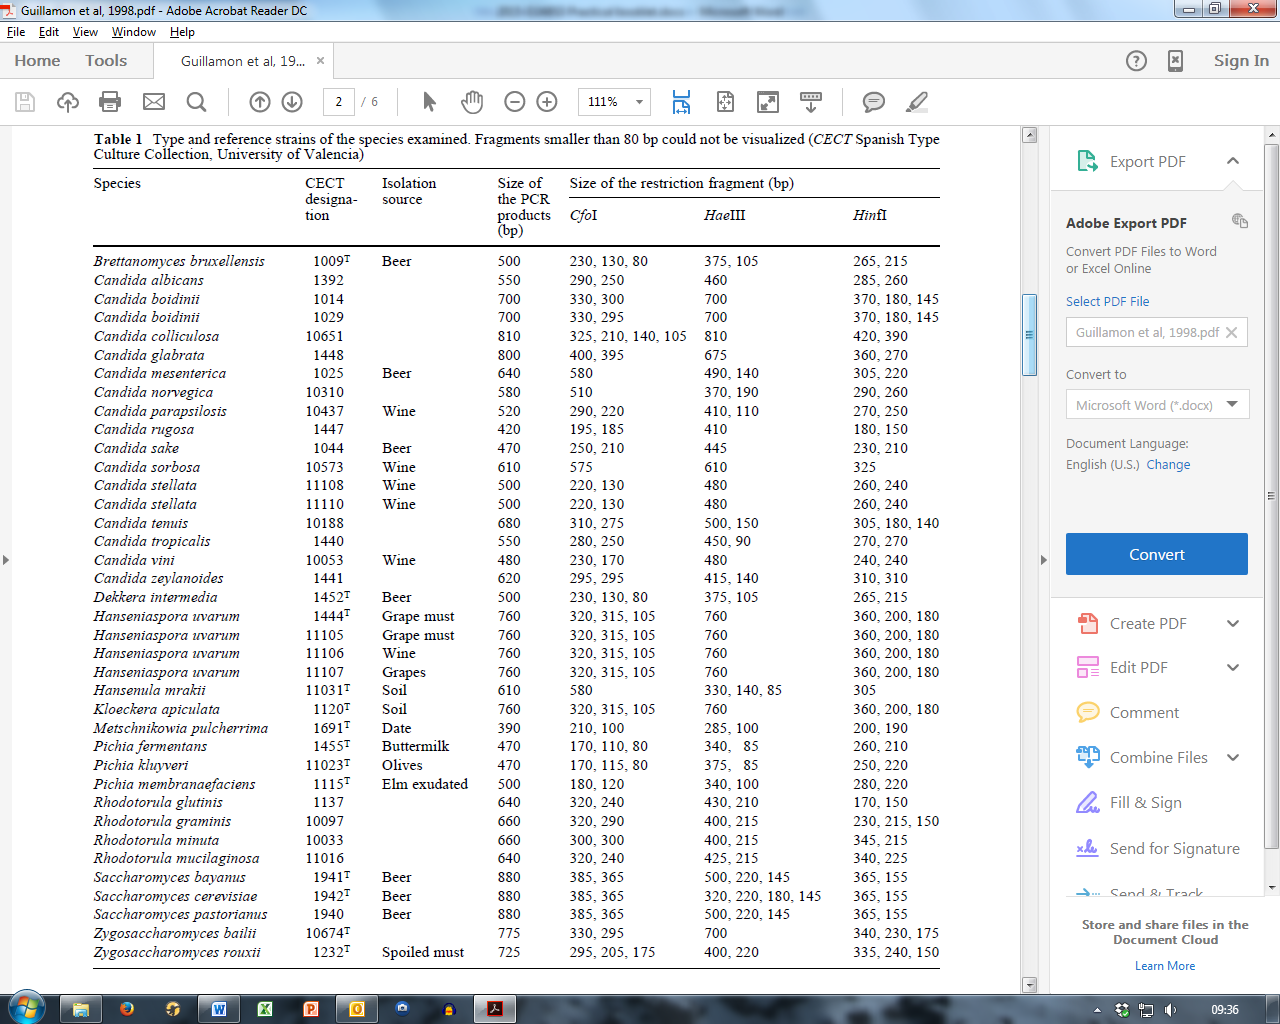 Guillamon et al, 1998.pdf - Adobe Acrobat Reader DC
File Edit View Window Help
Home Tools Guillamon et al, 19... × Sign In
2 / 6 111%
Table 1 Type and reference strains of the species examined. Fragments smaller than 80 bp could not be visualized (CECT Spanish Type
Culture Collection, University of Valencia)
Species CECT Isolation Size of Size of the restriction fragment (bp)
designa- source the PCR
tion products CfoI HaeIII HinfI
(bp)
Brettanomyces bruxellensis 1009T Beer 500 230, 130, 80 375, 105 265, 215
Candida albicans 1392 550 290, 250 460 285, 260
Candida boidinii 1014 700 330, 300 700 370, 180, 145
Candida boidinii 1029 700 330, 295 700 370, 180, 145
Candida colliculosa 10651 810 325, 210, 140, 105 810 420, 390
Candida glabrata 1448 800 400, 395 675 360, 270
Candida mesenterica 1025 Beer 640 580 490, 140 305, 220
Candida norvegica 10310 580 510 370, 190 290, 260
Candida parapsilosis 10437 Wine 520 290, 220 410, 110 270, 250
Candida rugosa 1447 420 195, 185 410 180, 150
Candida sake 1044 Beer 470 250, 210 445 230, 210
Candida sorbosa 10573 Wine 610 575 610 325
Candida stellata 11108 Wine 500 220, 130 480 260, 240
Candida stellata 11110 Wine 500 220, 130 480 260, 240
Candida tenuis 10188 680 310, 275 500, 150 305, 180, 140
Candida tropicalis 1440 550 280, 250 450, 90 270, 270
Candida vini 10053 Wine 480 230, 170 480 240, 240
Candida zeylanoides 1441 620 295, 295 415, 140 310, 310
Dekkera intermedia 1452T Beer 500 230, 130, 80 375, 105 265, 215
Hanseniaspora uvarum 1444T Grape must 760 320, 315, 105 760 360, 200, 180
Hanseniaspora uvarum 11105 Grape must 760 320, 315, 105 760 360, 200, 180
Hanseniaspora uvarum 11106 Wine 760 320, 315, 105 760 360, 200, 180
Hanseniaspora uvarum 11107 Grapes 760 320, 315, 105 760 360, 200, 180
Hansenula mrakii 11031T Soil 610 580 330, 140, 85 305
Kloeckera apiculata 1120T Soil 760 320, 315, 105 760 360, 200, 180
Metschnikowia pulcherrima 1691T Date 390 210, 100 285, 100 200, 190
Pichia fermentans 1455T Buttermilk 470 170, 110, 80 340, 85 260, 210
Pichia kluyveri 11023T Olives 470 170, 115, 80 375, 85 250, 220
Pichia membranaefaciens 1115T Elm exudated 500 180, 120 340, 100 280, 220
Rhodotorula glutinis 1137 640 320, 240 430, 210 170, 150
Rhodotorula graminis 10097 660 320, 290 400, 215 230, 215, 150
Rhodotorula minuta 10033 660 300, 300 400, 215 345, 215
Rhodotorula mucilaginosa 11016 640 320, 240 425, 215 340, 225
Saccharomyces bayanus 1941T Beer 880 385, 365 500, 220, 145 365, 155
Saccharomyces cerevisiae 1942T Beer 880 385, 365 320, 220, 180, 145 365, 155
Saccharomyces pastorianus 1940 Beer 880 385, 365 500, 220, 145 365, 155
Zygosaccharomyces bailii 10674T 775 330, 295 700 340, 230, 175
Zygosaccharomyces rouxii 1232T Spoiled must 725 295, 205, 175 400, 220 335, 240, 150
Export PDF
Adobe Export PDF
Convert PDF Files to Word
or Excel Online
Select PDF File
Guillamon et al, 1998.pdf ×
Convert to
Microsoft Word (*.docx)
Document Language:
English (U.S.) Change
Convert
Create PDF
Edit PDF
Comment
Combine Files
Fill & Sign
Send for Signature
Send & Track
Store and share files in the
Document Cloud
Learn More
09:36